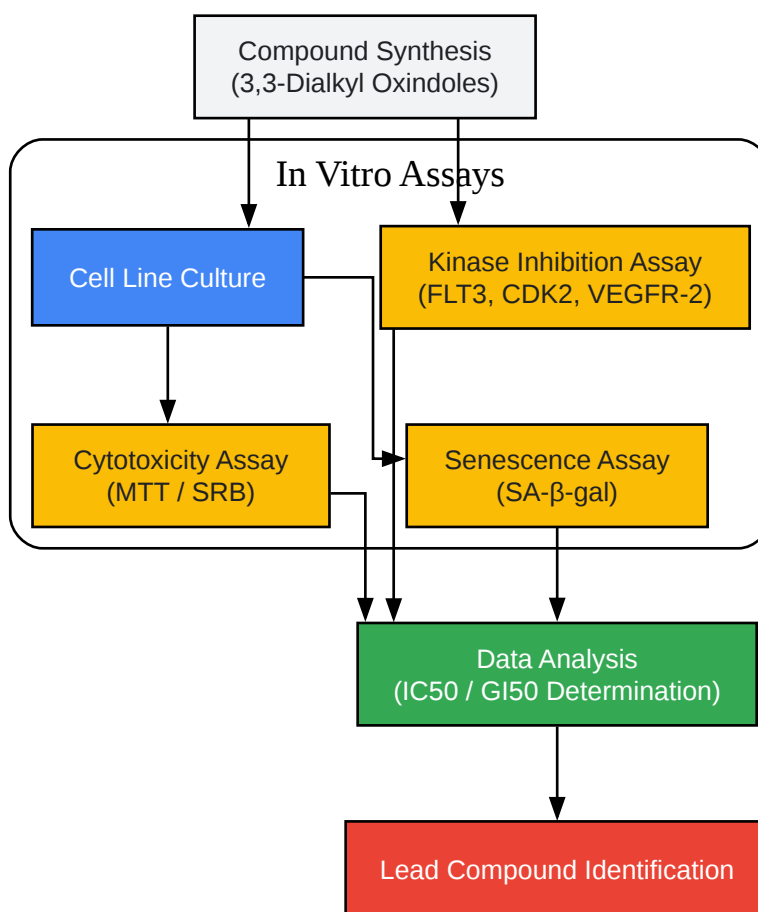 Compound Synthesis
(3,3-Dialkyl Oxindoles)
In Vitro Assays
Cell Line Culture
Kinase Inhibition Assay
(FLT3, CDK2, VEGFR-2)
Cytotoxicity Assay
(MTT / SRB)
Senescence Assay
(SA-β-gal)
Data Analysis
(IC50 / GI50 Determination)
Lead Compound Identification